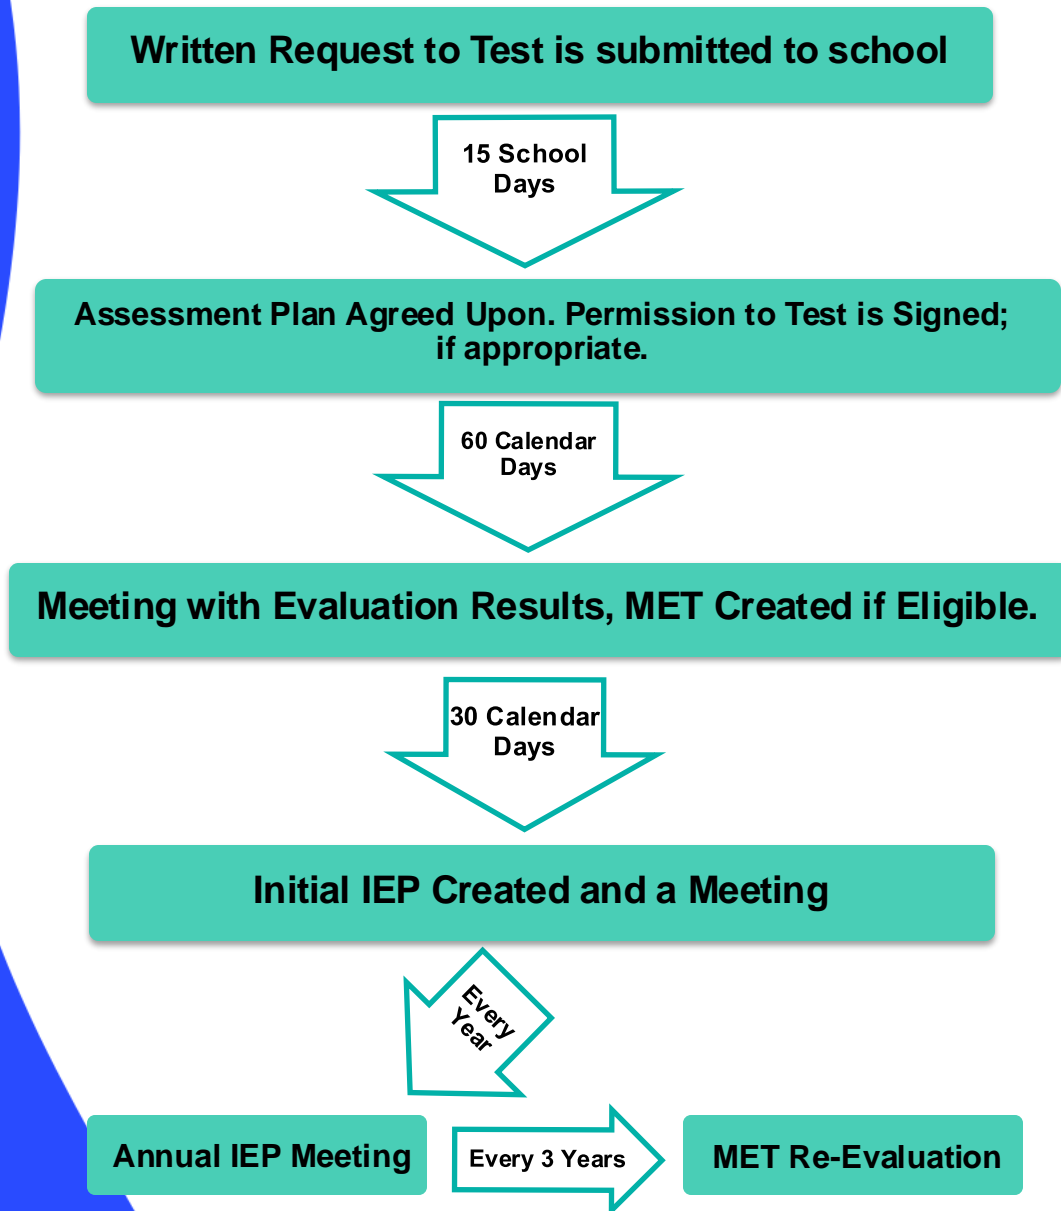 Written Request to Test is submitted to school
15 School
Days
Assessment Plan Agreed Upon. Permission to Test is Signed;
if appropriate.
60 Calendar
Days
Meeting with Evaluation Results, MET Created if Eligible.
30 Calendar
Days
Initial IEP Created and a Meeting
Every
Year
Annual IEP Meeting
Every 3 Years
MET Re-Evaluation